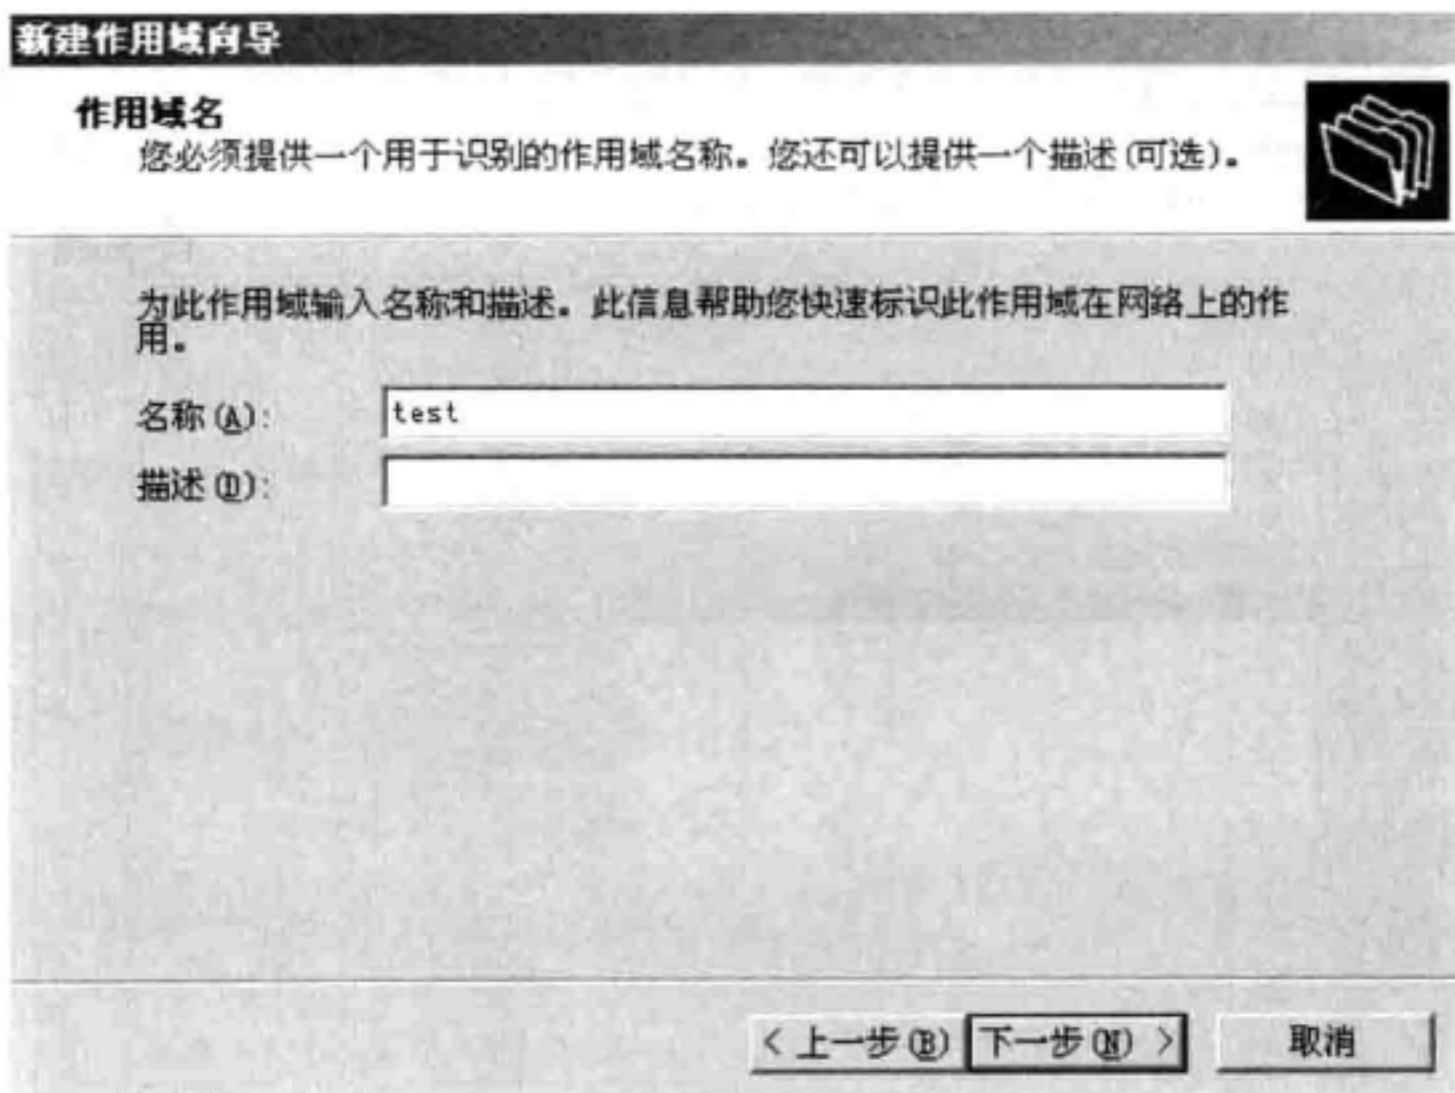 新建作用域向导
作用域名
您必须提供一个用于识别的作用域名称。您还可以提供一个描述(可选)。
为此作用域输入名称和描述。此信息帮助您快速标识此作用域在网络上的作
用。
名称(A): test
描述(D):
< 上一步(B) 下一步(N) > 取消